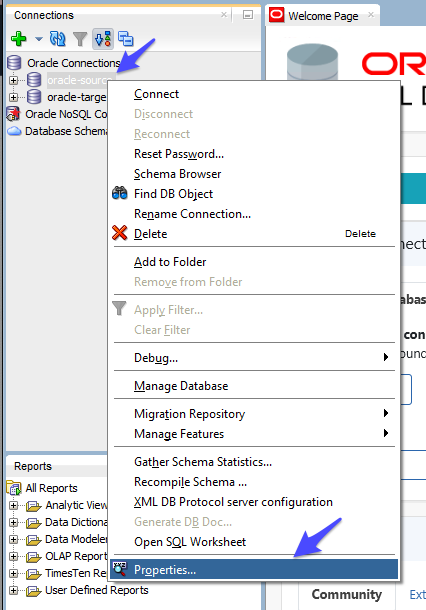 Connections
Welcome Page
Oracle Connections
oracle-sour
oracle-targe
Oracle NoSQL Co
Database Schema
OR
L D
Connect
Disconnect
Reconnect
Reset Password...
Schema Browser
Find DB Object
Rename Connection...
Delete Delete
Add to Folder
Remove from Folder
Apply Filter...
Clear Filter
Debug...
Manage Database
Migration Repository
Manage Features
Gather Schema Statistics...
Recompile Schema ...
XML DB Protocol server configuration
Generate DB Doc...
Open SQL Worksheet
Properties...
nect
abas
con
ound
Reports
All Reports
Analytic View
Data Dictiona
Data Modeler
OLAP Report
TimesTen Re
User Defined Reports
Community
Ext